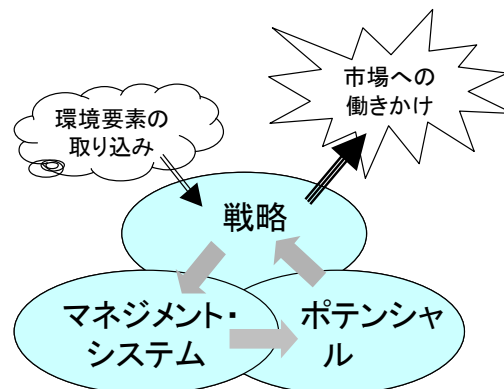 市場への
働きかけ
環境要素の
取り込み
戦略
マネジメント・
システム
ポテンシャ
ル